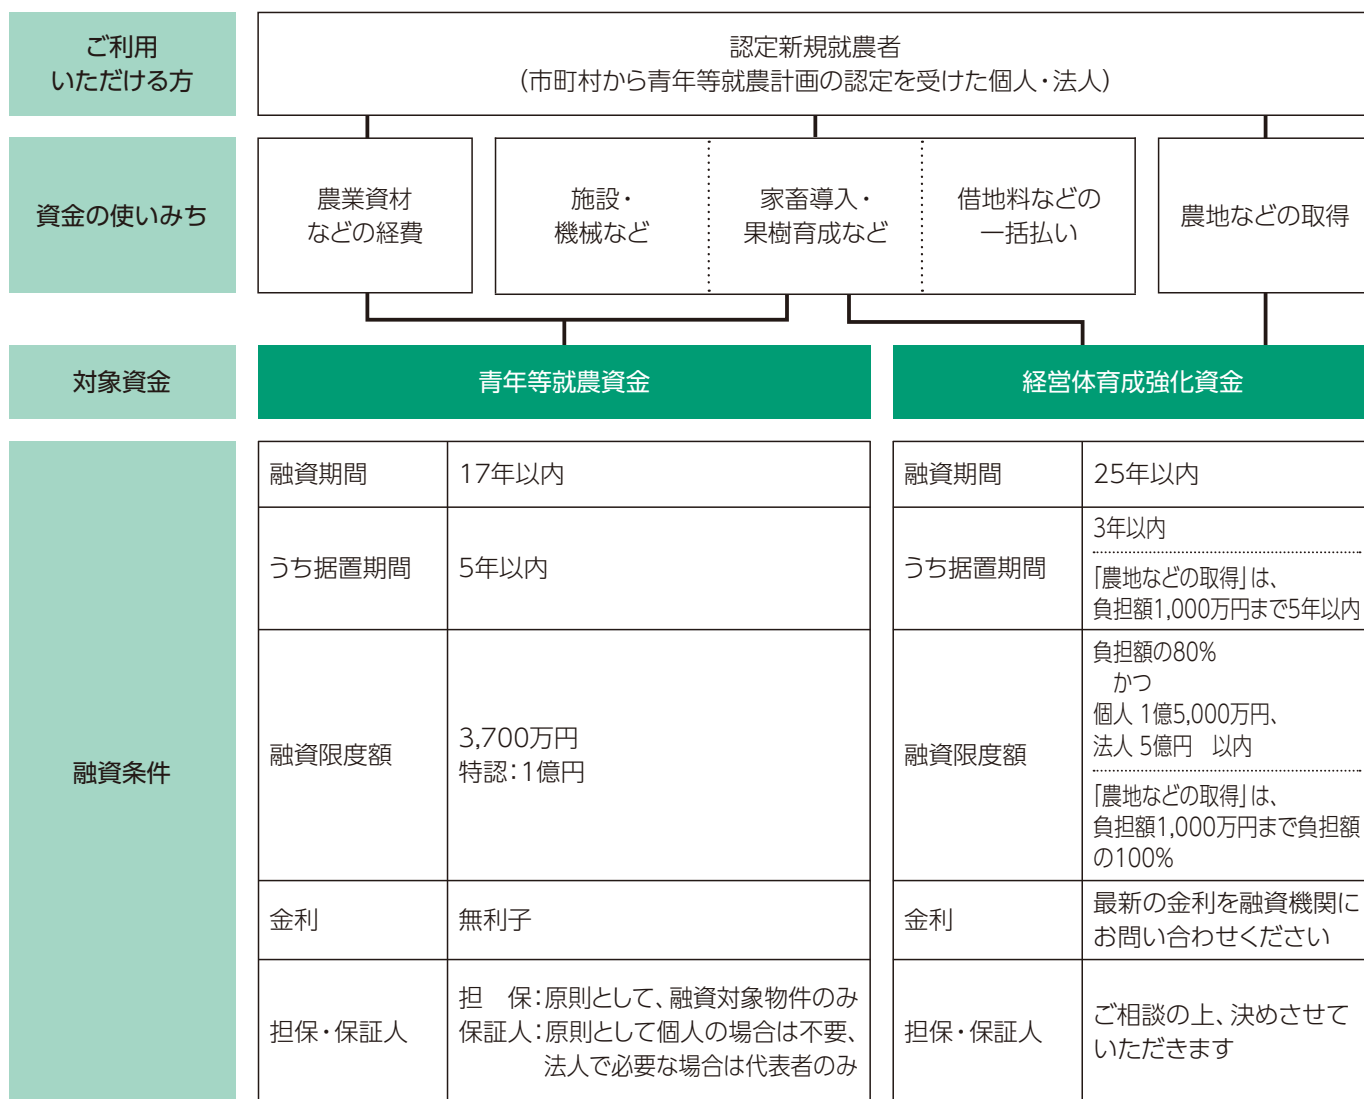 ご利用
いただける方
認定新規就農者
（市町村から青年等就農計画の認定を受けた個人・法人）
資金の使いみち
農業資材
などの経費
施設・
機械など
家畜導入・
果樹育成など
借地料などの
一括払い
農地などの取得
対象資金
青年等就農資金
経営体育成強化資金
融資条件
融資期間
17年以内
うち据置期間
5年以内
融資限度額
3,700万円
特認：1億円
金利
無利子
担保・保証人
担　保：原則として、融資対象物件のみ
保証人：原則として個人の場合は不要、
法人で必要な場合は代表者のみ
融資期間
25年以内
うち据置期間
3年以内
「農地などの取得」は、
負担額1,000万円まで5年以内
融資限度額
負担額の80%
かつ
個人 1億5,000万円、
法人 5億円　以内
「農地などの取得」は、
負担額1,000万円まで負担額
の100%
金利
最新の金利を融資機関に
お問い合わせください
担保・保証人
ご相談の上、決めさせて
いただきます